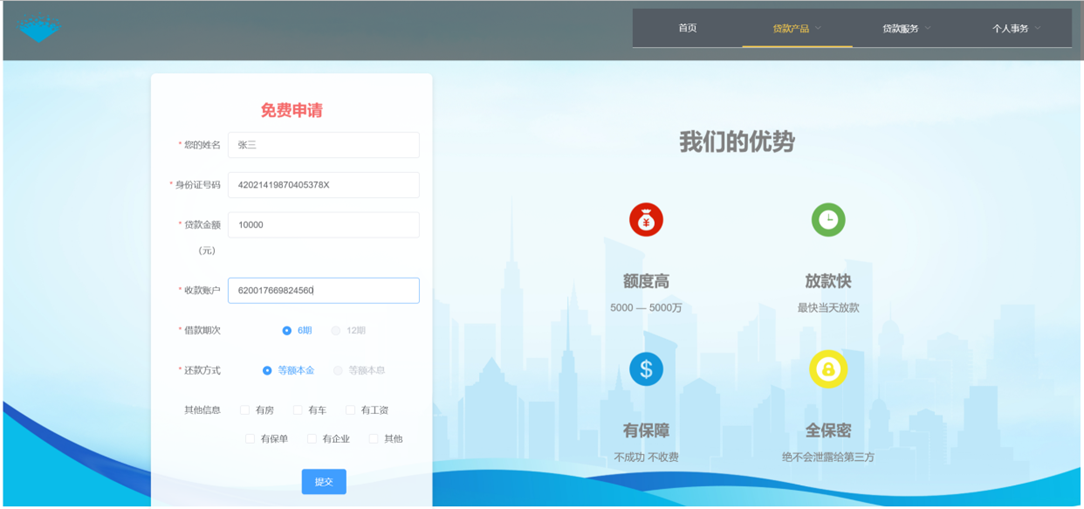 首页 贷款产品 贷款服务 个人事务
免费申请
* 您的姓名 张三
* 身份证号码 42021419870405378X
* 贷款金额 10000
（元）
* 收款账户 620017669824560
* 借款期次 6期 12期
* 还款方式 等额本金 等额本息
其他信息 有房 有车 有工资
有保单 有企业 其他
提交
我们的优势
¥
额度高 放款快
5000 — 5000万 最快当天放款
$
有保障 全保密
不成功 不收费 绝不会泄露给第三方